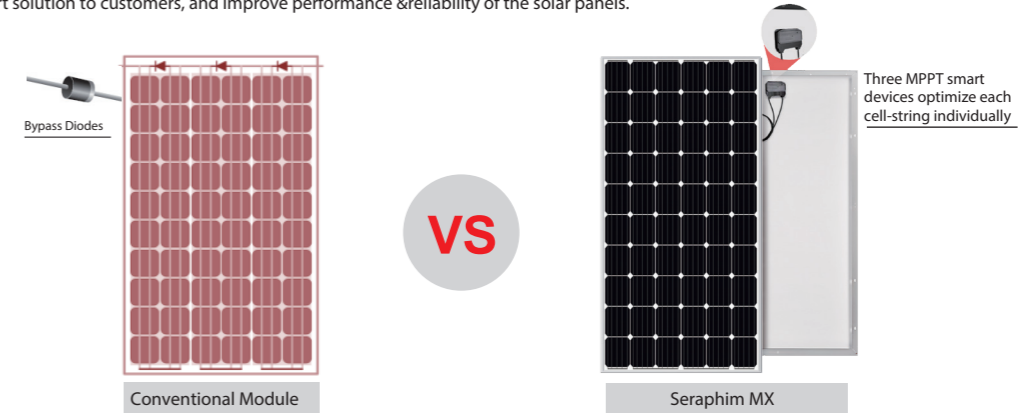 rt solution to customers, and improve performance &reliability of the solar panels.
Bypass Diodes
Three MPPT smart
devices optimize each
cell-string individually
VS
Conventional Module
Seraphim MX